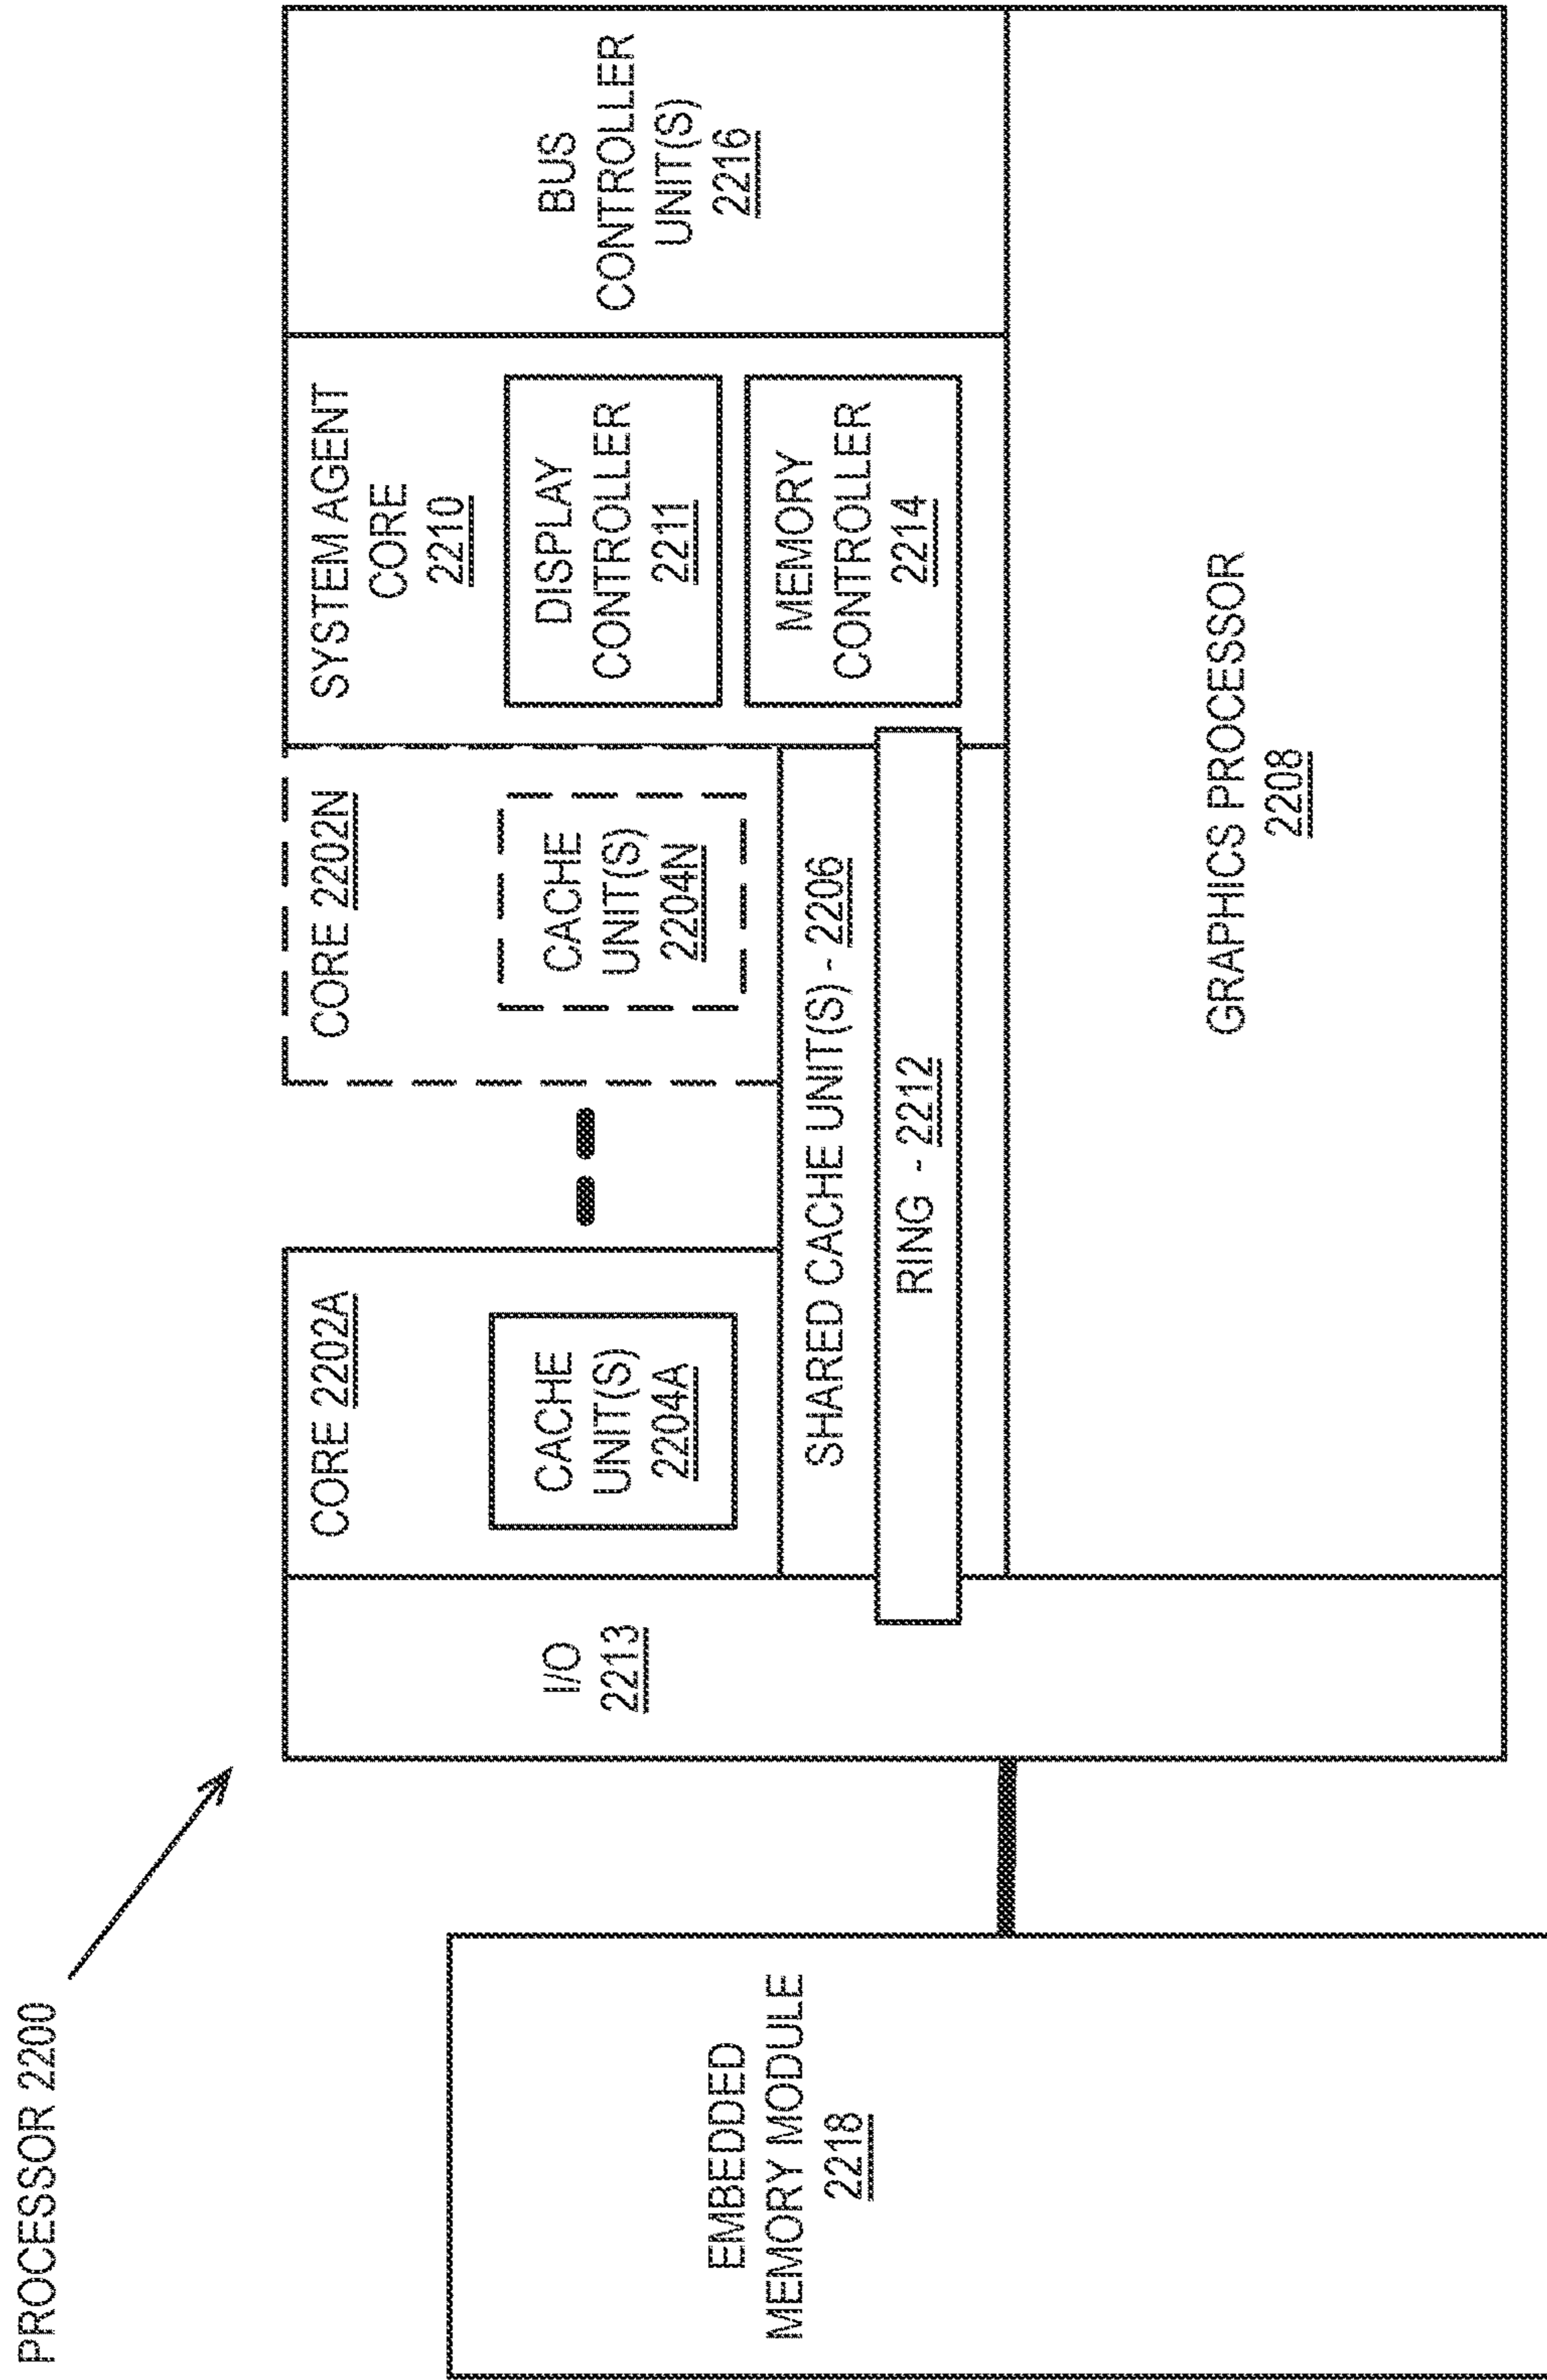 PROCESSOR 2200
EMBEDDED
MEMORY MODULE
2218
I/O
2213
CORE 2202A
CACHE
UNIT(S)
2204A
CORE 2202N
CACHE
UNIT(S)
2204N
SHARED CACHE UNIT(S) - 2206
RING - 2212
SYSTEM AGENT
CORE
2210
DISPLAY
CONTROLLER
2211
MEMORY
CONTROLLER
2214
BUS
CONTROLLER
UNIT(S)
2216
GRAPHICS PROCESSOR
2208